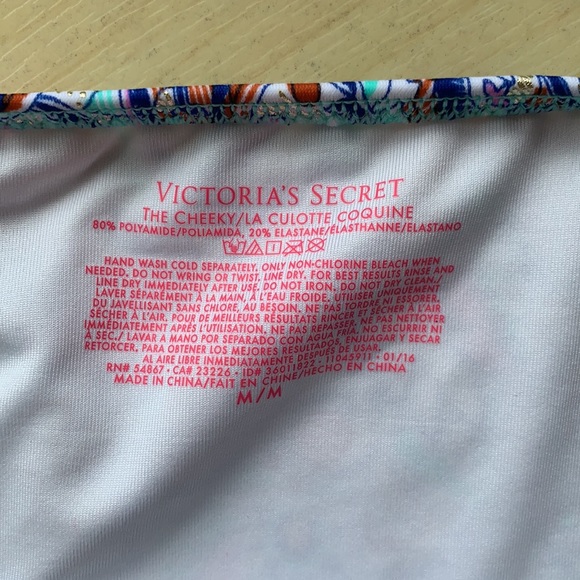 VICTORIA'S SECRET
THE CHEEKY/LA CULOTTE COQUINE
80% POLYAMIDE/POLIAMIDA, 20% ELASTANE/ÉLASTHANNE/ELASTANO
HAND WASH COLD SEPARATELY. ONLY NON-CHLORINE BLEACH WHEN
NEEDED. DO NOT WRING OR TWIST. LINE DRY. FOR BEST RESULTS RINSE AND
LINE DRY IMMEDIATELY AFTER USE. DO NOT IRON. DO NOT DRY CLEAN/
LAVER SÉPARÉMENT À LA MAIN, À L'EAU FROIDE. UTILISER UNIQUEMENT
DU JAVELLISANT SANS CHLORE, AU BESOIN. NE PAS TORDRE NI ESSORER.
SÉCHER À L'AIR. POUR DE MEILLEURS RÉSULTATS RINCER ET SÉCHER À L'AIR
IMMÉDIATEMENT APRÈS L'UTILISATION. NE PAS REPASSER. NE PAS NETTOYER
À SEC./ LAVAR A MANO POR SEPARADO CON AGUA FRÍA. NO ESCURRIR NI
RETORCER. PARA OBTENER LOS MEJORES RESULTADOS, ENJUAGAR Y SECAR
AL AIRE LIBRE INMEDIATAMENTE DESPUÉS DE USAR.
RN# 54867 • CA# 23226 • ID# 36011822 • 11045911 • 01/16
MADE IN CHINA/FAIT EN CHINE/HECHO EN CHINA
M/M